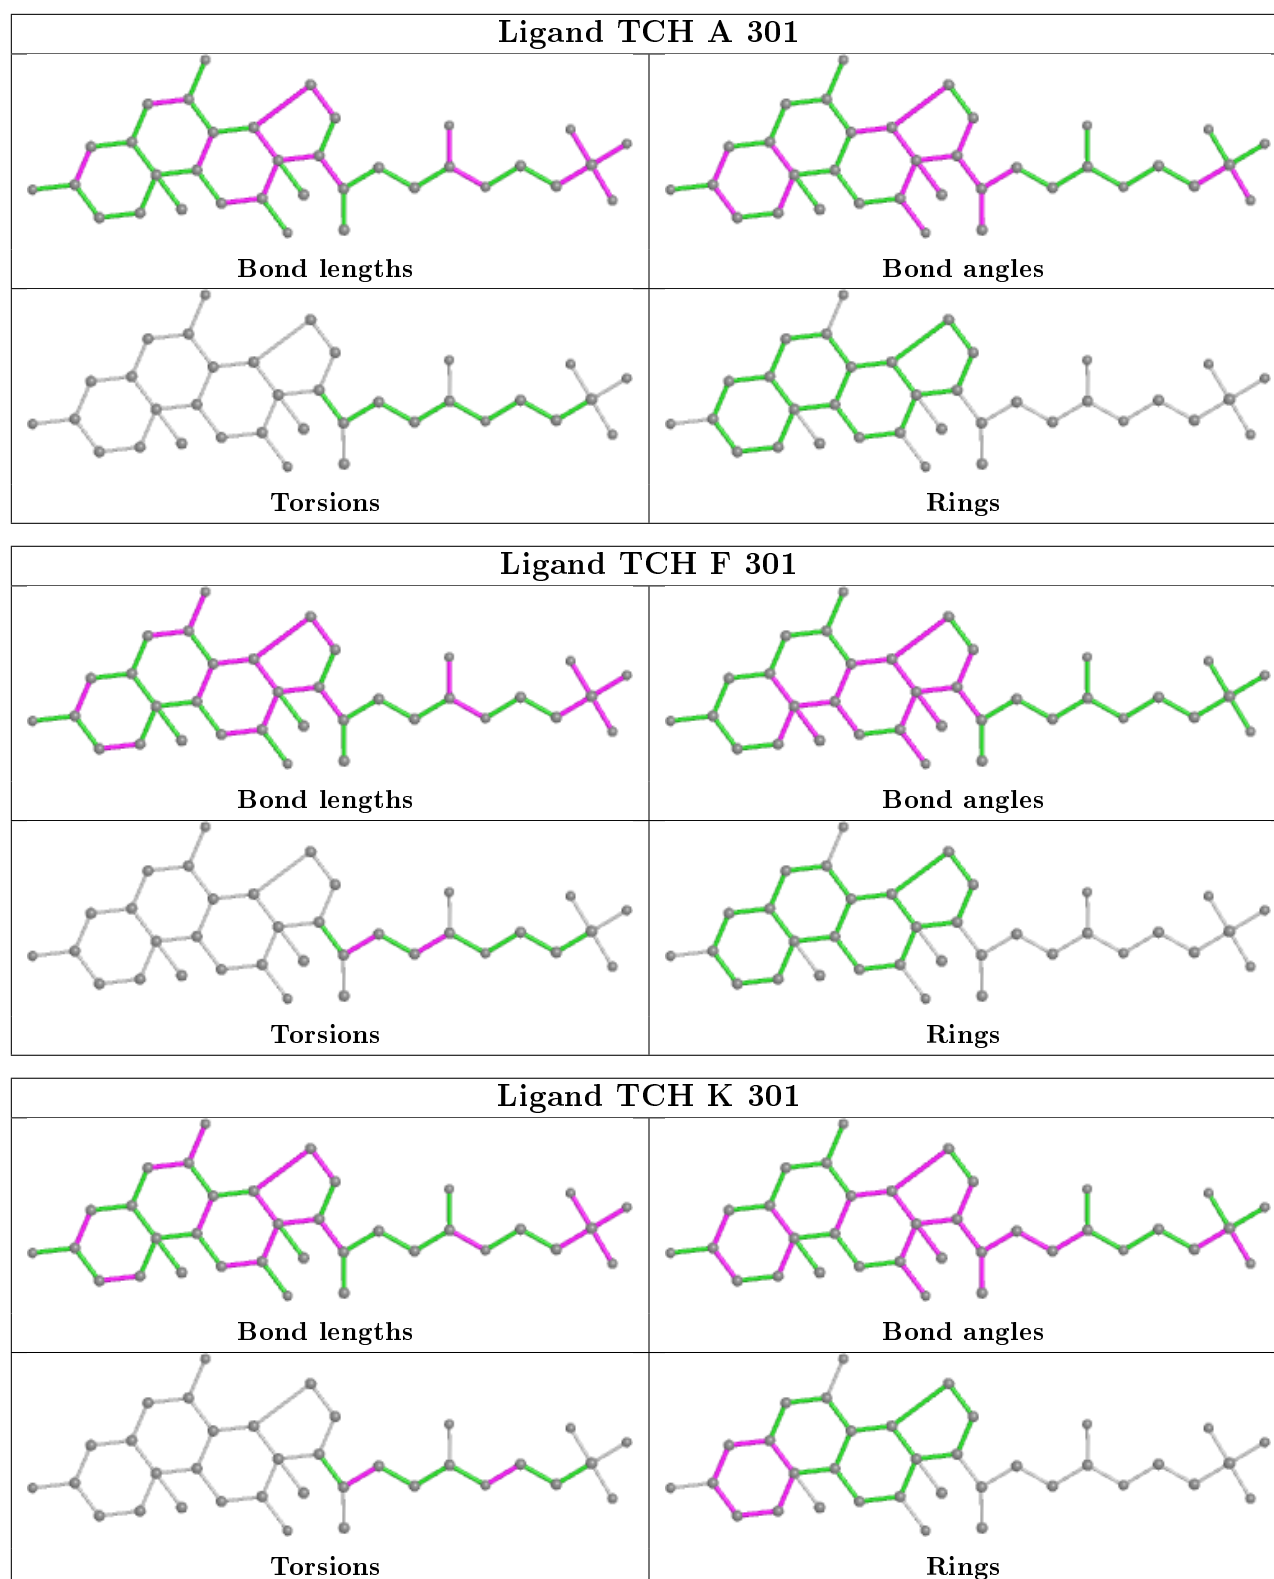 Ligand TCH A 301
Bond lengths
Bond angles
Torsions
Rings
Ligand TCH F 301
Bond lengths
Bond angles
Torsions
Rings
Ligand TCH K 301
Bond lengths
Bond angles
Torsions
Rings